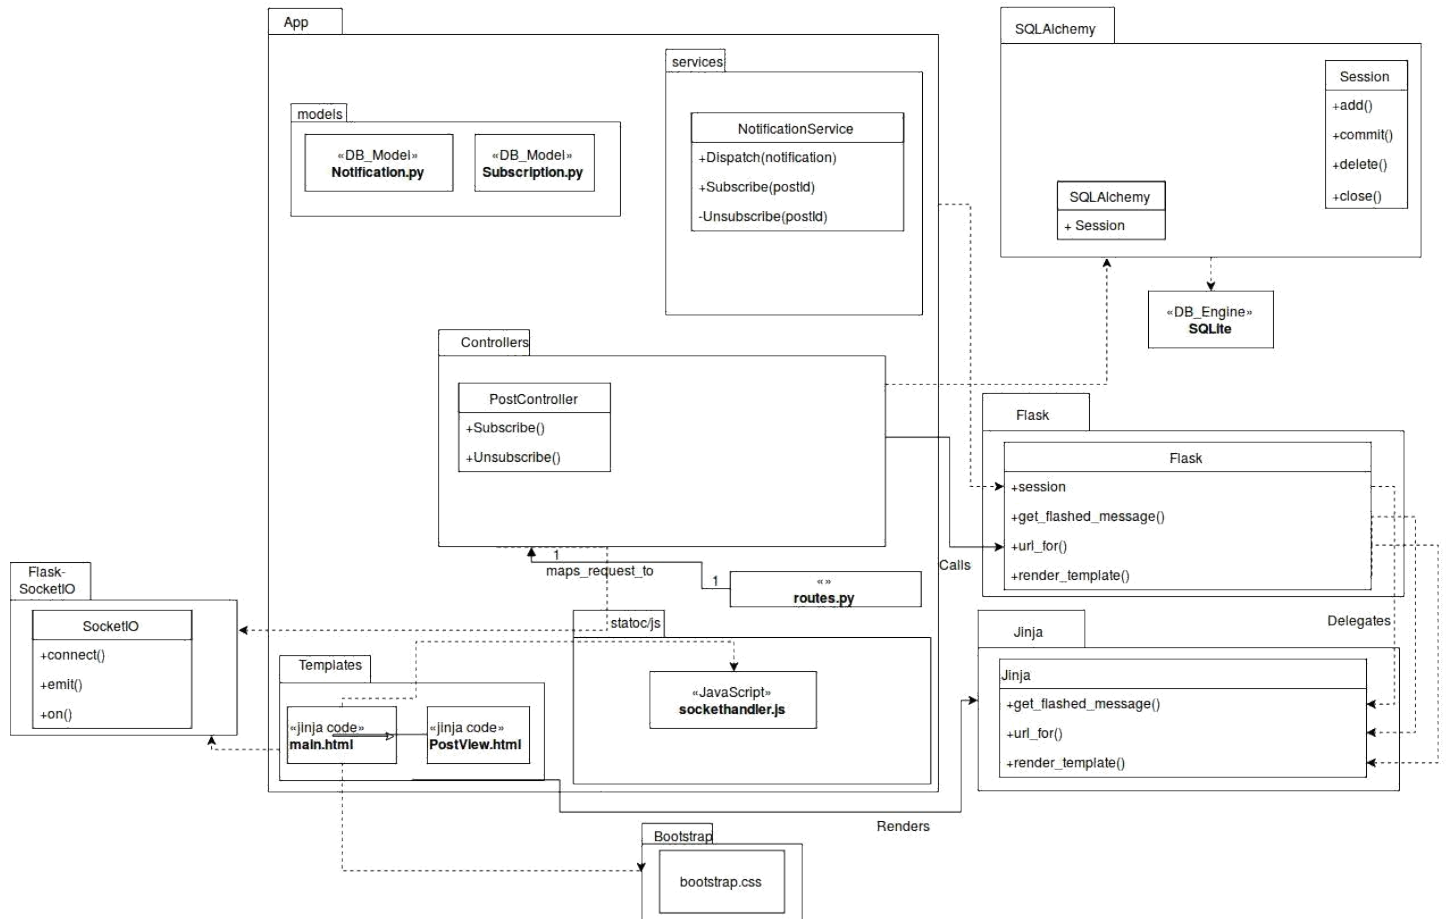 App
services
models
«DB_Model»
Notification.py
«DB_Model»
Subscription.py
NotificationService
+Dispatch(notification)
+Subscribe(postId)
-Unsubscribe(postId)
SQLAlchemy
Session
+add()
+commit()
+delete()
+close()
SQLAlchemy
+ Session
«DB_Engine»
SQLite
Controllers
PostController
+Subscribe()
+Unsubscribe()
Flask
Flask
+session
+get_flashed_message()
+url_for()
+render_template()
Calls
1
maps_request_to
1
« »
routes.py
Flask-
SocketIO
SocketIO
+connect()
+emit()
+on()
statoc/js
«JavaScript»
sockethandler.js
Templates
«jinja code»
main.html
«jinja code»
PostView.html
Delegates
Jinja
Jinja
+get_flashed_message()
+url_for()
+render_template()
Renders
Bootstrap
bootstrap.css